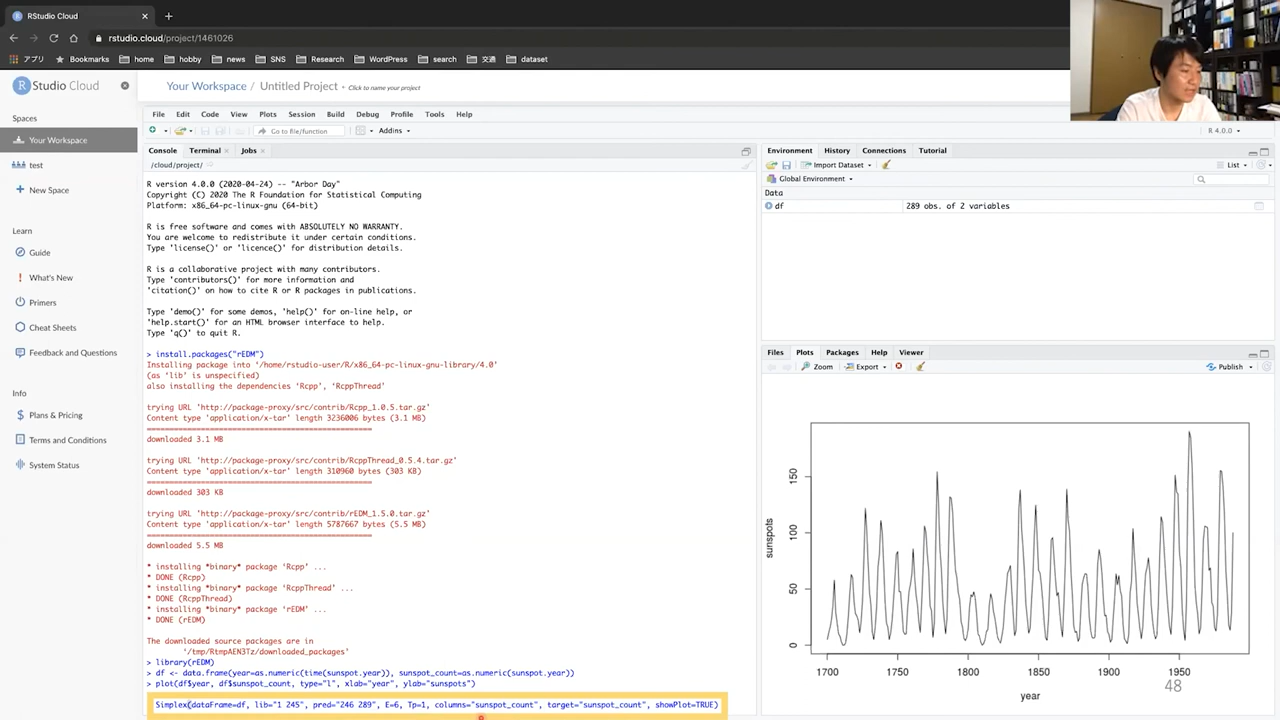 RStudio Cloud
rstudio.cloud/project/1461026
アプリ Bookmarks home hobby news SNS Research WordPress search 交通 dataset
R Studio Cloud
Your Workspace / Untitled Project Click to name your project
Spaces
Your Workspace
test
New Space
Learn
Guide
What's New
Primers
Cheat Sheets
Feedback and Questions
Info
Plans & Pricing
Terms and Conditions
System Status
File Edit Code View Plots Session Build Debug Profile Tools Help
Go to file/function Addins R 4.0.0
Console Terminal Jobs
/cloud/project/
R version 4.0.0 (2020-04-24) -- "Arbor Day"
Copyright (C) 2020 The R Foundation for Statistical Computing
Platform: x86_64-pc-linux-gnu (64-bit)
R is free software and comes with ABSOLUTELY NO WARRANTY.
You are welcome to redistribute it under certain conditions.
Type 'license()' or 'licence()' for distribution details.
R is a collaborative project with many contributors.
Type 'contributors()' for more information and
'citation()' on how to cite R or R packages in publications.
Type 'demo()' for some demos, 'help()' for on-line help, or
'help.start()' for an HTML browser interface to help.
Type 'q()' to quit R.
> install.packages("rEDM")
Installing package into '/home/rstudio-user/R/x86_64-pc-linux-gnu-library/4.0'
(as 'lib' is unspecified)
also installing the dependencies 'Rcpp', 'RcppThread'
trying URL 'http://package-proxy/src/contrib/Rcpp_1.0.5.tar.gz'
Content type 'application/x-tar' length 3236006 bytes (3.1 MB)
==================================================
downloaded 3.1 MB
trying URL 'http://package-proxy/src/contrib/RcppThread_0.5.4.tar.gz'
Content type 'application/x-tar' length 310960 bytes (303 KB)
==================================================
downloaded 303 KB
trying URL 'http://package-proxy/src/contrib/rEDM_1.5.0.tar.gz'
Content type 'application/x-tar' length 5787667 bytes (5.5 MB)
==================================================
downloaded 5.5 MB
* installing *binary* package 'Rcpp' ...
* DONE (Rcpp)
* installing *binary* package 'RcppThread' ...
* DONE (RcppThread)
* installing *binary* package 'rEDM' ...
* DONE (rEDM)
The downloaded source packages are in
'/tmp/RtmpAEN3Tz/downloaded_packages'
> library(rEDM)
> df <- data.frame(year=as.numeric(time(sunspot.year)), sunspot_count=as.numeric(sunspot.year))
> plot(df$year, df$sunspot_count, type="l", xlab="year", ylab="sunspots")
Simplex(dataFrame=df, lib="1 245", pred="246 289", E=6, Tp=1, columns="sunspot_count", target="sunspot_count", showPlot=TRUE)
Environment History Connections Tutorial
Import Dataset List
Global Environment
Data
df 289 obs. of 2 variables
Files Plots Packages Help Viewer
Zoom Export Publish
sunspots
150
100
50
0
1700 1750 1800 1850 1900 1950
year
48